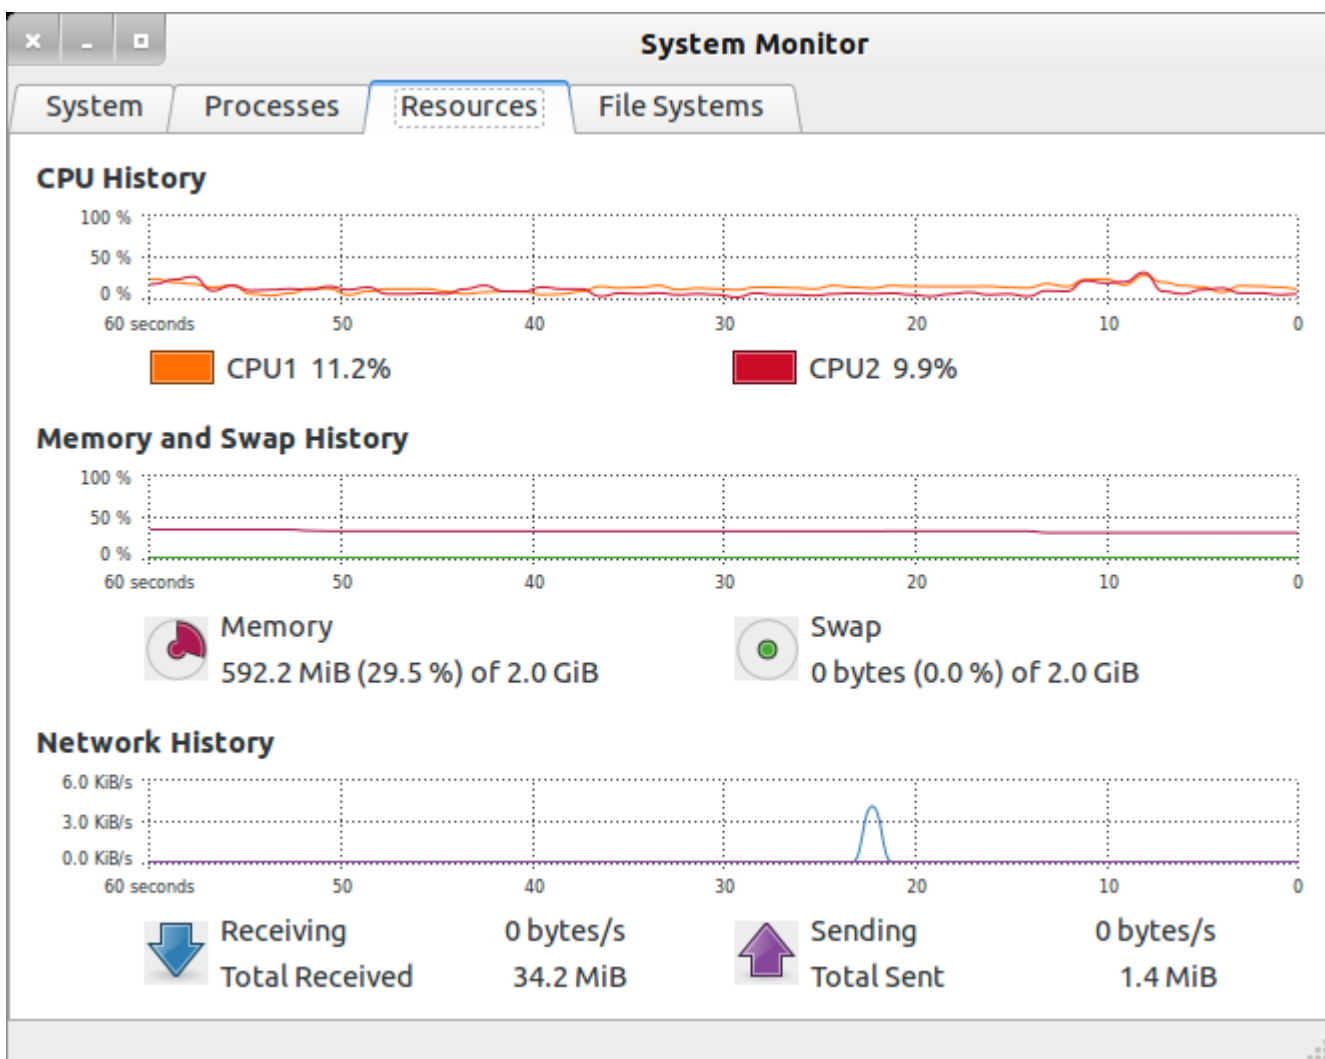 System Monitor
System Processes Resources File Systems
CPU History
100 %
50 %
0 %
60 seconds 50 40 30 20 10 0
CPU1 11.2% CPU2 9.9%
Memory and Swap History
100 %
50 %
0 %
60 seconds 50 40 30 20 10 0
Memory Swap
592.2 MiB (29.5 %) of 2.0 GiB 0 bytes (0.0 %) of 2.0 GiB
Network History
6.0 KiB/s
3.0 KiB/s
0.0 KiB/s
60 seconds 50 40 30 20 10 0
Receiving 0 bytes/s Sending 0 bytes/s
Total Received 34.2 MiB Total Sent 1.4 MiB